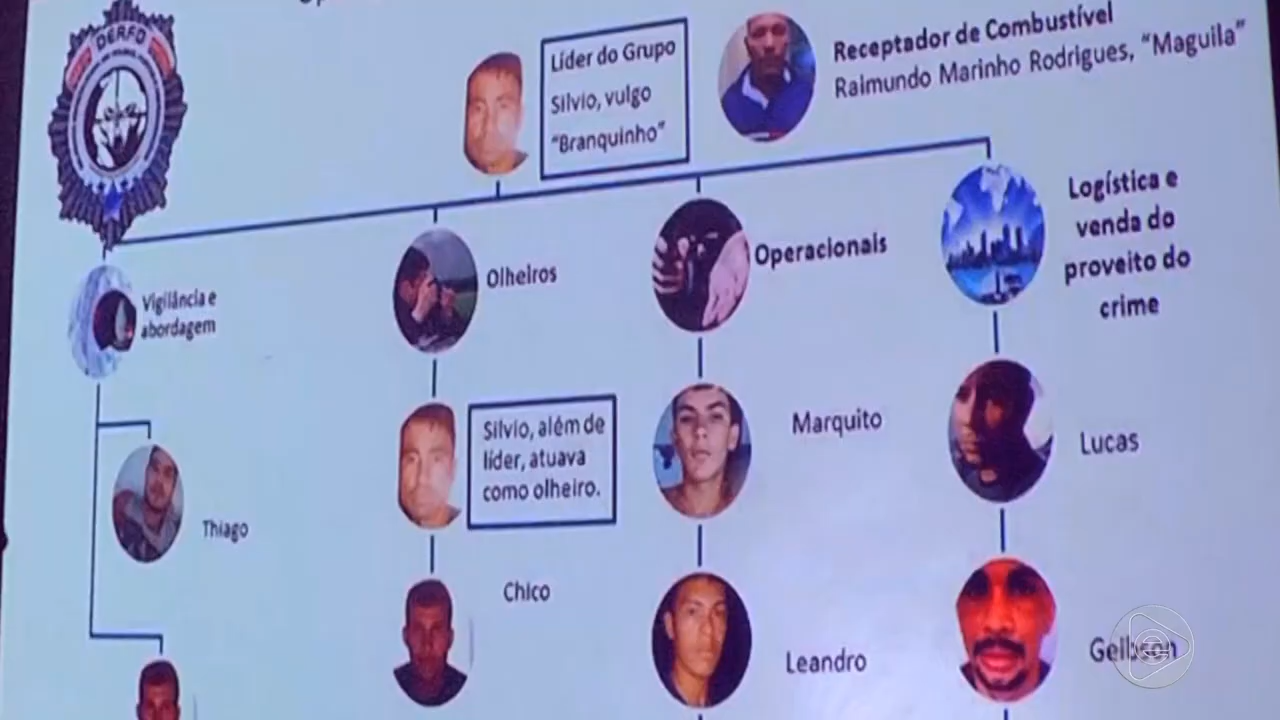 DERFD
Líder do Grupo
Silvio, vulgo
"Branquinho"
Receptador de Combustível
Raimundo Marinho Rodrigues, "Maguila"
Vigilância e
abordagem
Olheiros
Operacionais
Logística e
venda do
proveito do
crime
Thiago
Silvio, além de
líder, atuava
como olheiro.
Chico
Marquito
Leandro
Lucas